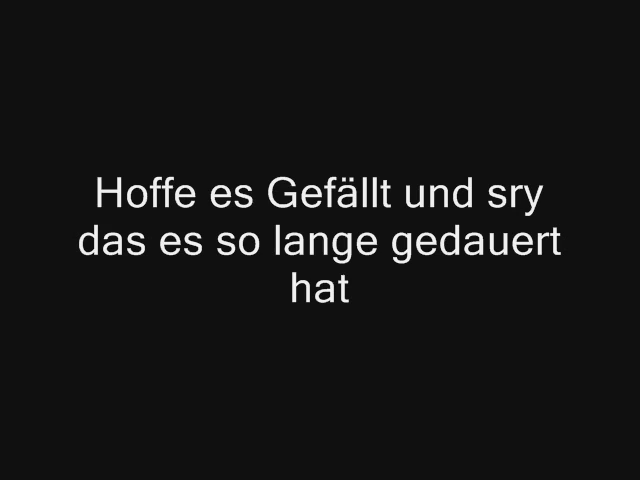 Hoffe es Gefällt und sry
das es so lange gedauert
hat